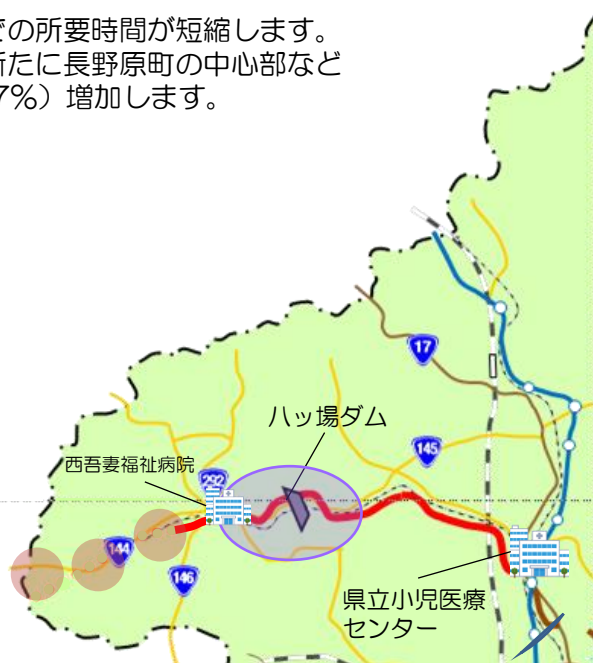 での所要時間が短縮します。
新たに長野原町の中心部など
7%）増加します。
17
八ッ場ダム
145
西吾妻福祉病院
292
144
146
県立小児医療
センター